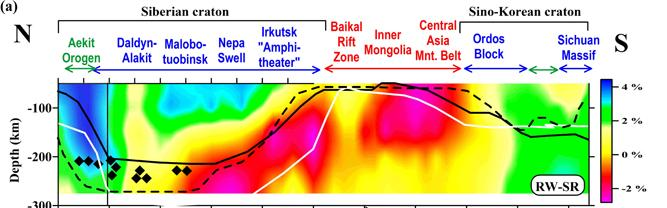 (a)
Siberian craton
Sino-Korean craton
N
Aekit
Orogen
Daldyn-
Alakit
Malobo-
tuobinsk
Nepa
Swell
Irkutsk
"Amphi-
theater"
Baikal
Rift
Zone
Inner
Mongolia
Central
Asia
Mnt. Belt
Ordos
Block
Sichuan
Massif
S
Depth (km)
-100
-200
-300
RW-SR
4 %
2 %
0 %
-2 %